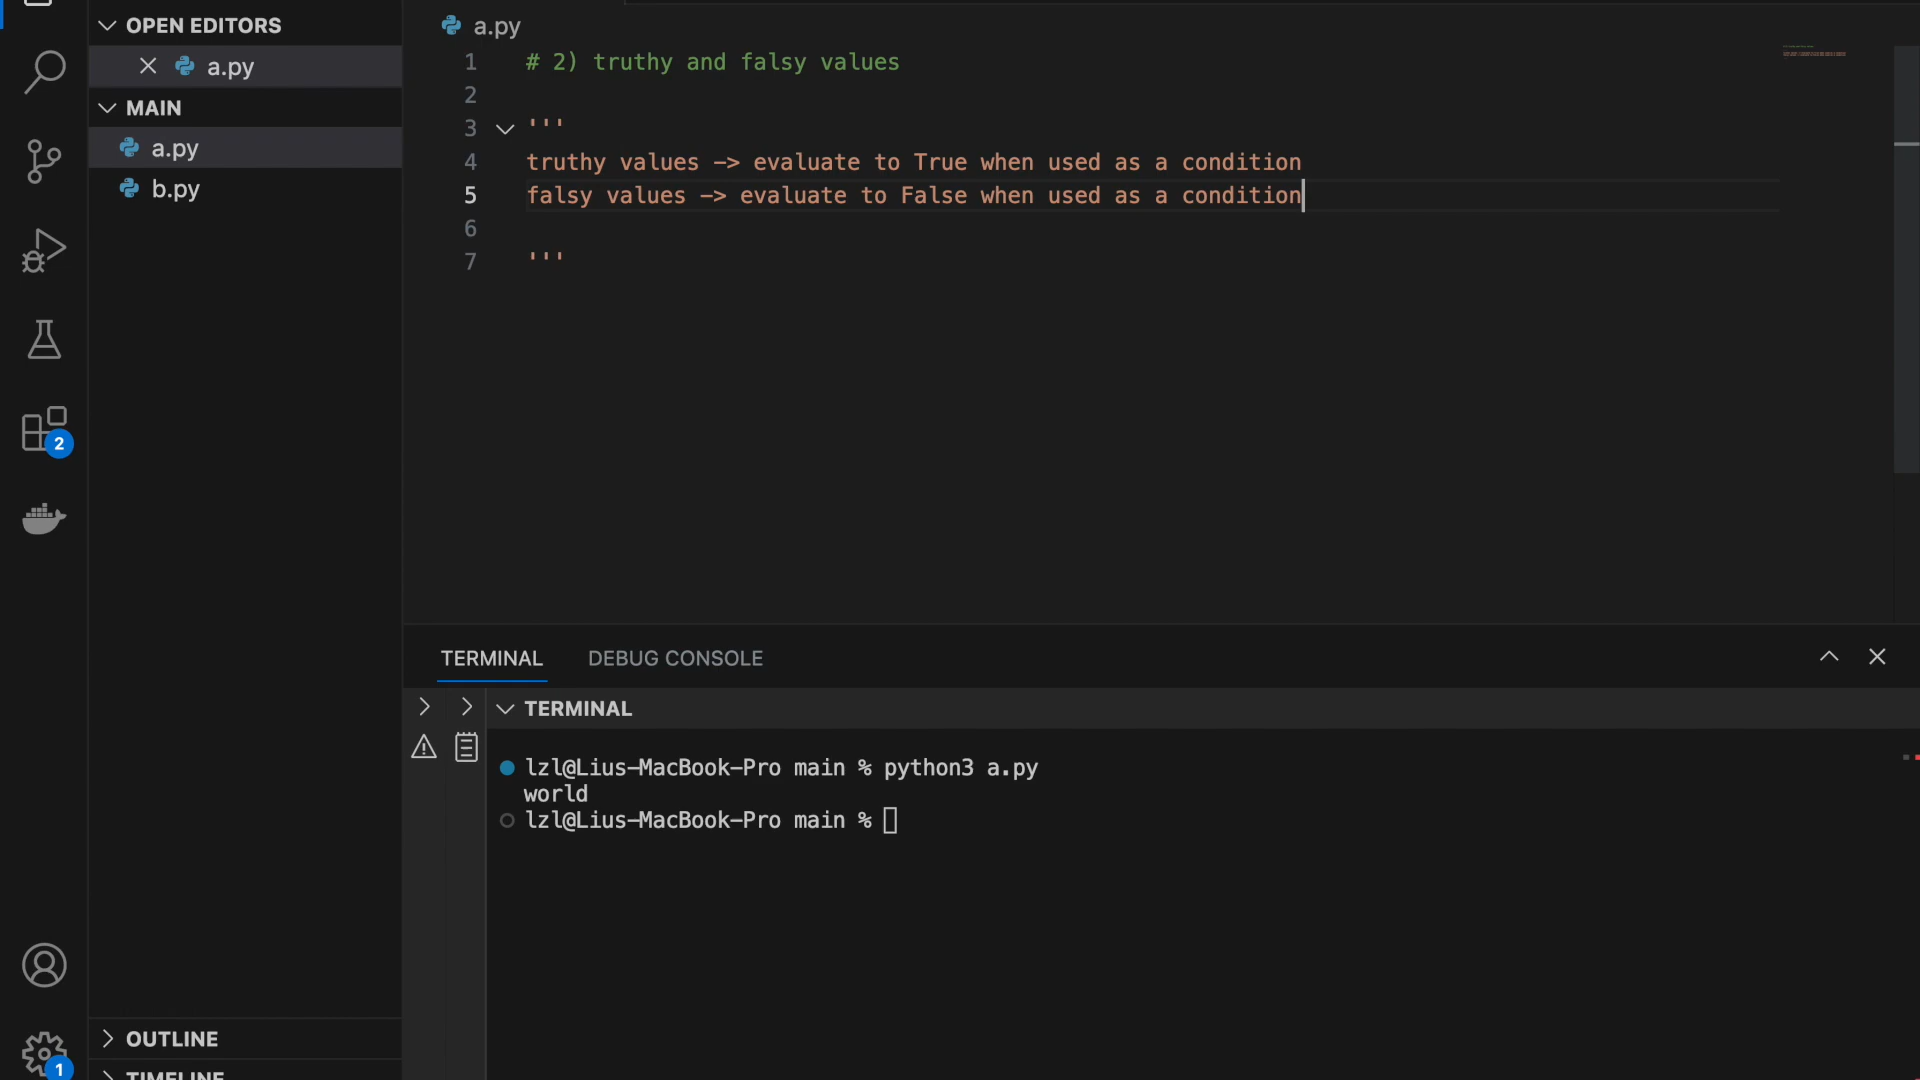 OPEN EDITORS
a.py
MAIN
a.py
b.py
2
OUTLINE
1
TIMELINE
a.py
1 # 2) truthy and falsy values
2
3 '''
4 truthy values -> evaluate to True when used as a condition
5 falsy values -> evaluate to False when used as a condition
6
7 '''
TERMINAL DEBUG CONSOLE
TERMINAL
lzl@Lius-MacBook-Pro main % python3 a.py
world
lzl@Lius-MacBook-Pro main %